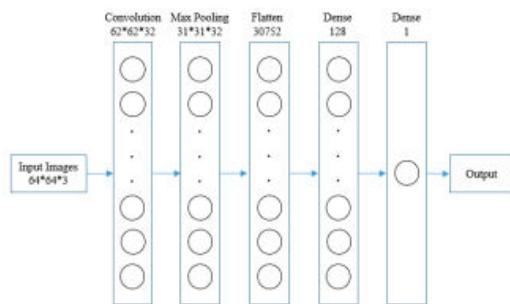 Convolution
62*62*32
Max Pooling
31*31*32
Flatten
30752
Dense
128
Dense
1
Input Images
64*64*3
Output